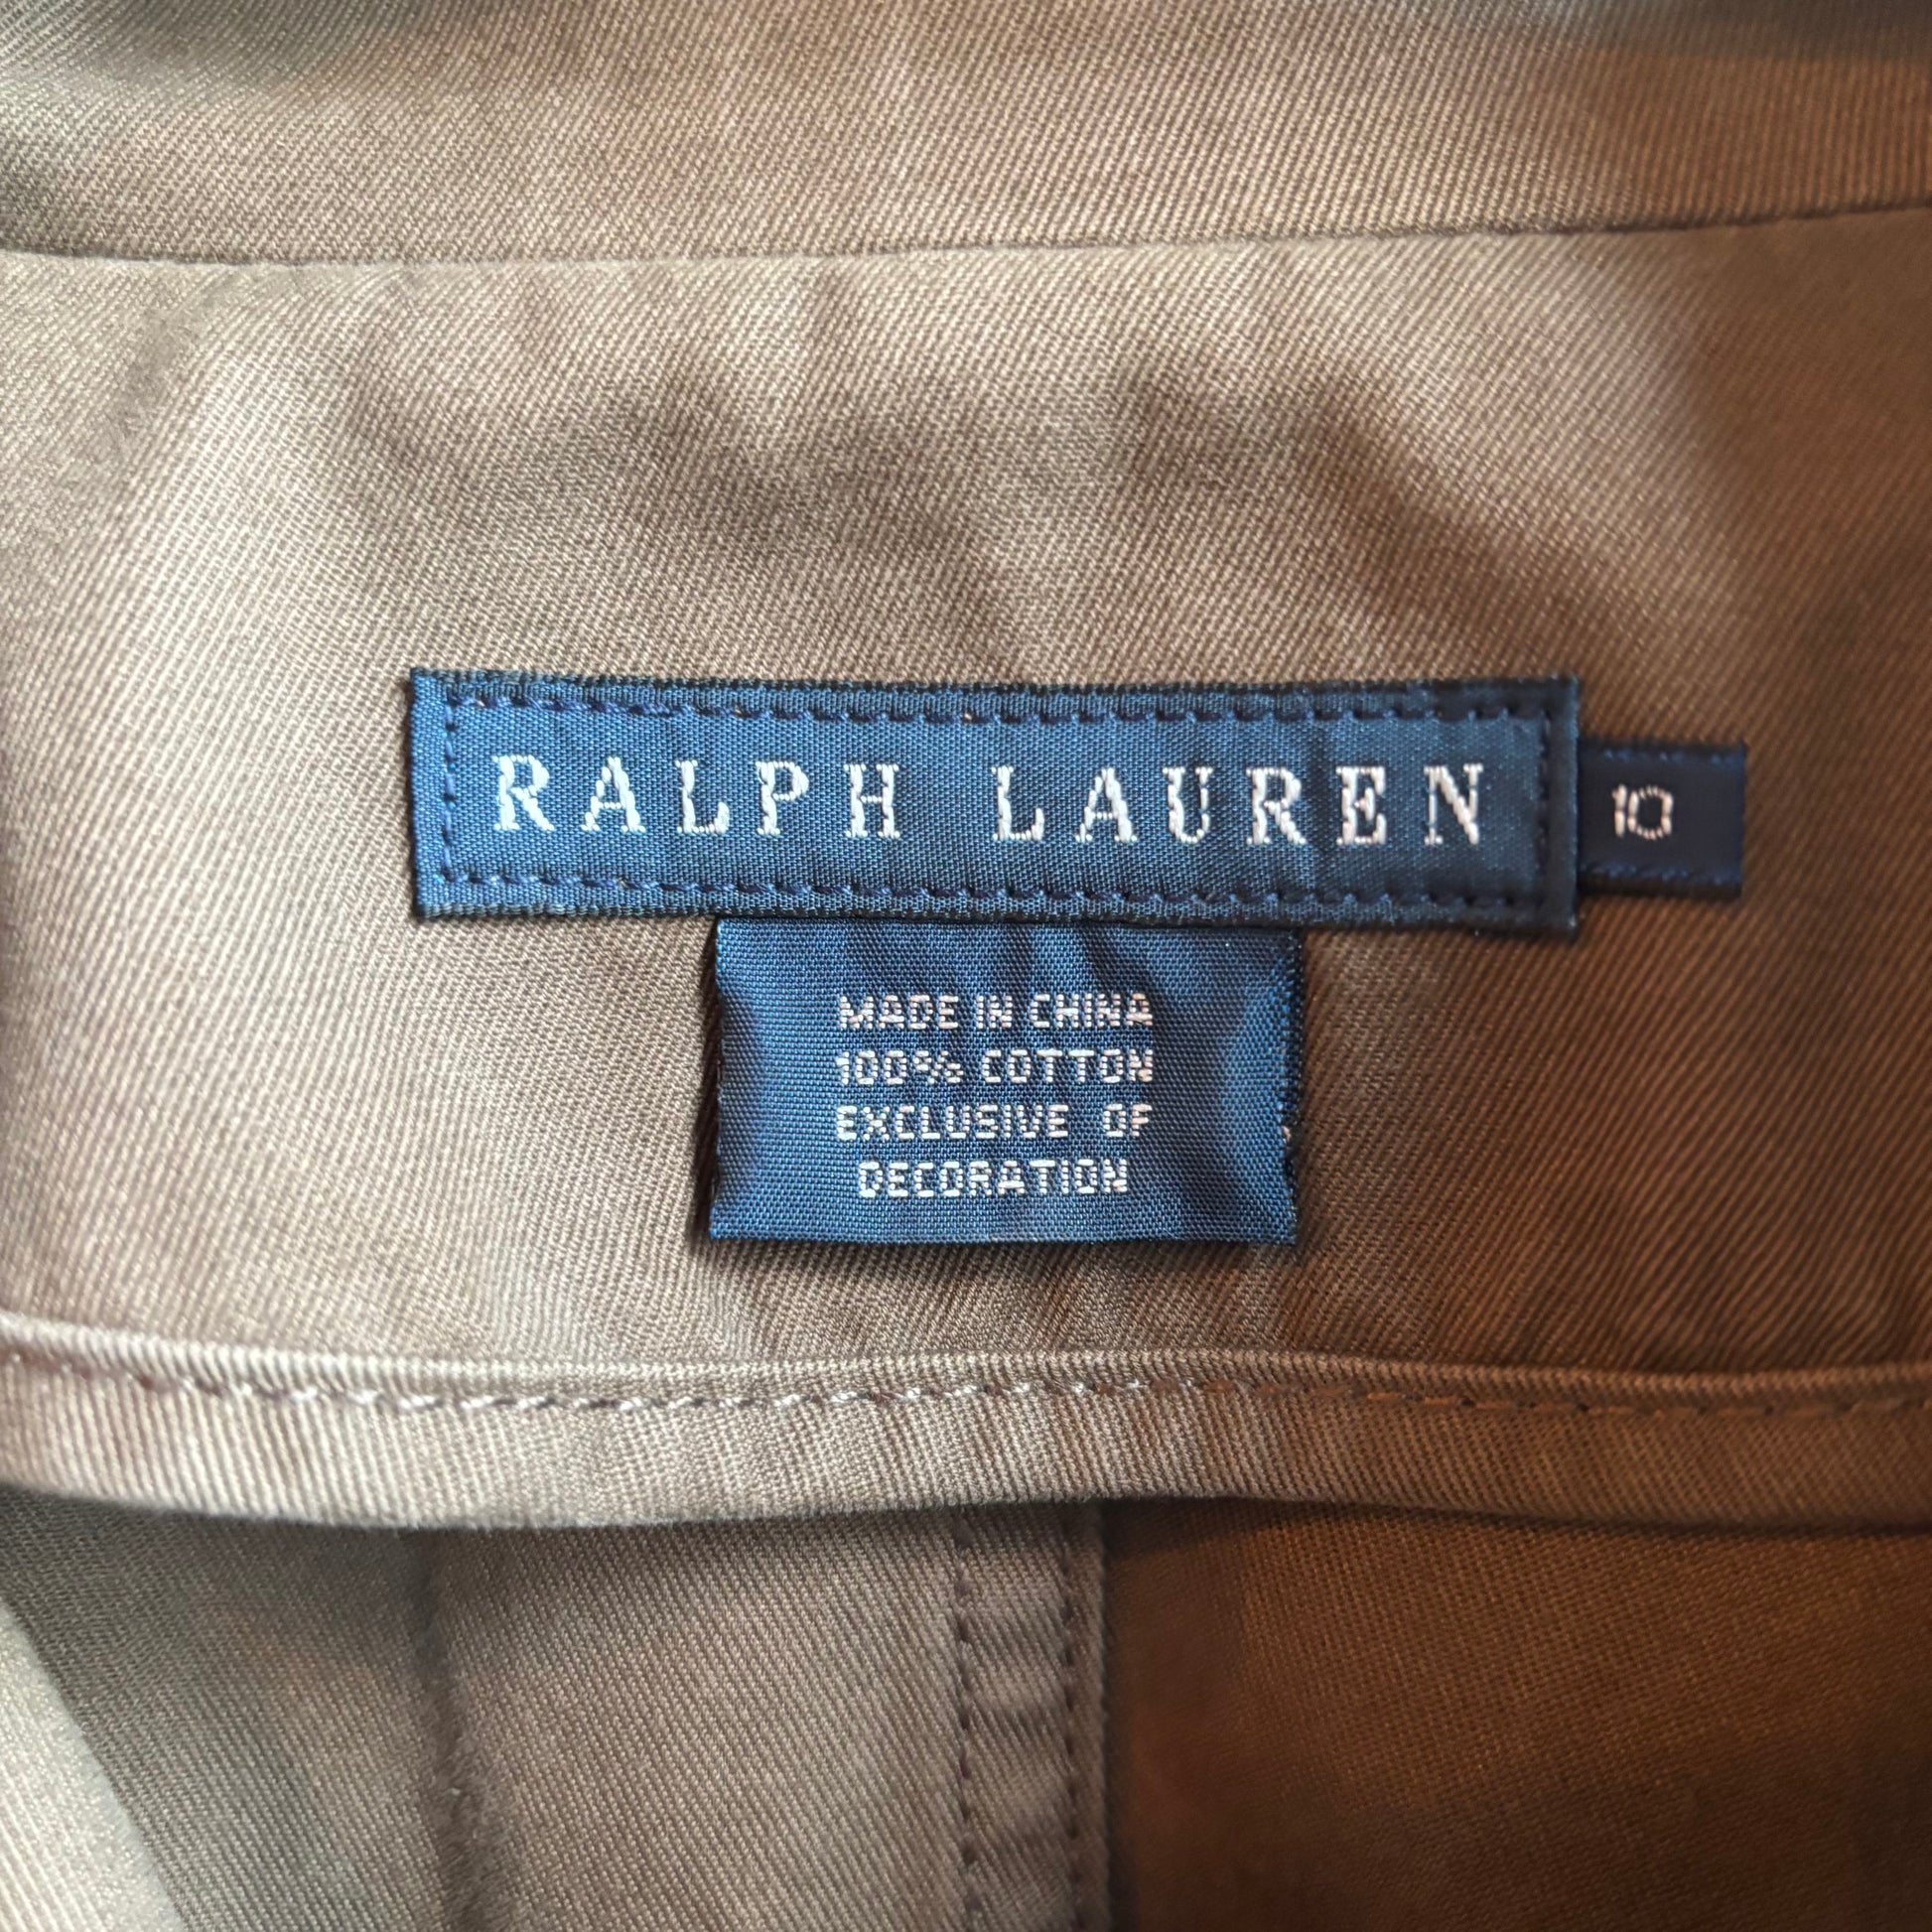 RALPH LAUREN
10
MADE IN CHINA
100% COTTON
EXCLUSIVE OF
DECORATION